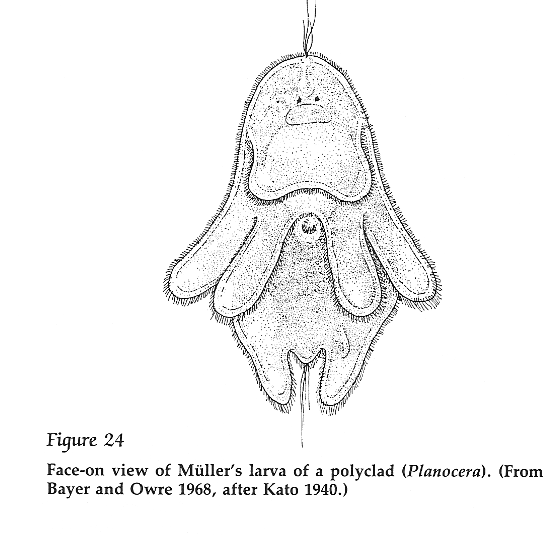 Figure 24
Face-on view of Müller's larva of a polyclad (Planocera). (From
Bayer and Owre 1968, after Kato 1940.)